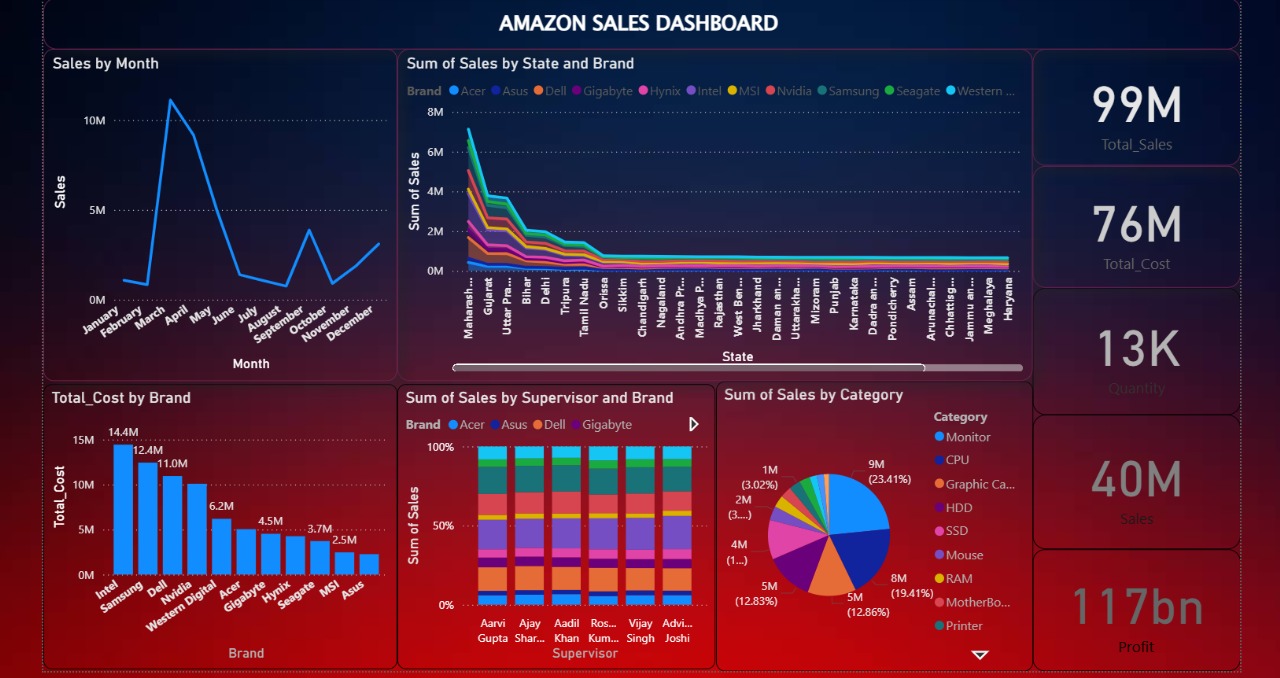 AMAZON SALES DASHBOARD
Sales by Month
10M
5M
0M
Sales
January
February
March
April
May
June
July
August
September
October
November
December
Month
Sum of Sales by State and Brand
Brand Acer Asus Dell Gigabyte Hynix Intel MSI Nvidia Samsung Seagate Western ...
8M
6M
4M
2M
0M
Sum of Sales
Maharash...
Gujarat
Uttar Pra...
Bihar
Delhi
Tripura
Tamil Nadu
Orissa
Sikkim
Chandigarh
Nagaland
Andhra Pr...
Madhya P...
Rajasthan
West Ben...
Jharkhand
Daman an...
Uttarakha...
Mizoram
Punjab
Karnataka
Dadra an...
Pondicherry
Assam
Arunachal...
Chhattisg...
Jammu an...
Meghalaya
Haryana
State
99M
Total_Sales
76M
Total_Cost
13K
Quantity
40M
Sales
117bn
Profit
Total_Cost by Brand
15M
10M
5M
0M
Total_Cost
14.4M
12.4M
11.0M
6.2M
4.5M
3.7M
2.5M
Intel
Samsung
Dell
Nvidia
Western Digital
Acer
Gigabyte
Hynix
Seagate
MSI
Asus
Brand
Sum of Sales by Supervisor and Brand
Brand Acer Asus Dell Gigabyte
100%
50%
0%
Sum of Sales
Aarvi
Gupta
Ajay
Shar...
Aadil
Khan
Ros...
Kum...
Vijay
Singh
Advi...
Joshi
Supervisor
Sum of Sales by Category
9M
(23.41%)
8M
(19.41%)
5M
(12.86%)
5M
(12.83%)
4M
(1...)
2M
(3....)
1M
(3.02%)
Category
Monitor
CPU
Graphic Ca...
HDD
SSD
Mouse
RAM
MotherBo...
Printer